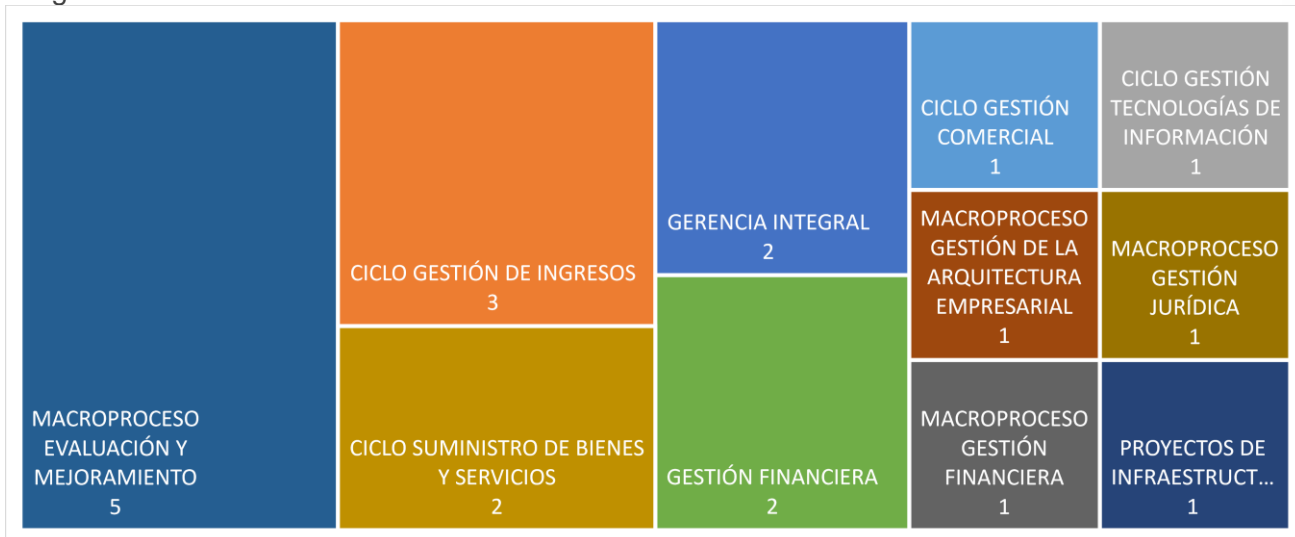 MACROPROCESO
EVALUACIÓN Y
MEJORAMIENTO
5
CICLO GESTIÓN DE INGRESOS
3
CICLO SUMINISTRO DE BIENES
Y SERVICIOS
2
GERENCIA INTEGRAL
2
GESTIÓN FINANCIERA
2
CICLO GESTIÓN
COMERCIAL
1
CICLO GESTIÓN
TECNOLOGÍAS DE
INFORMACIÓN
1
MACROPROCESO
GESTIÓN DE LA
ARQUITECTURA
EMPRESARIAL
1
MACROPROCESO
GESTIÓN
JURÍDICA
1
MACROPROCESO
GESTIÓN
FINANCIERA
1
PROYECTOS DE
INFRAESTRUCT...
1